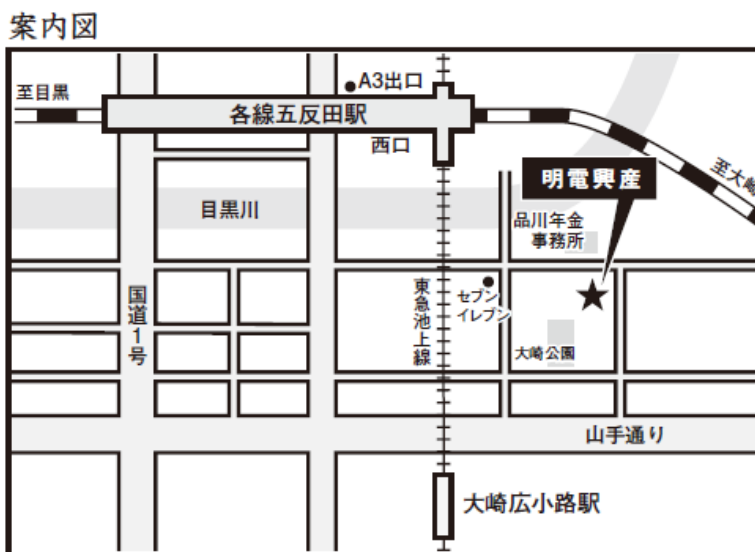 案内図
A3出口
至目黒
各線五反田駅
西口
至大崎
明電興産
目黒川
品川年金
事務所
国道1号
東急池上線
セブン
イレブン
大崎公園
山手通り
大崎広小路駅